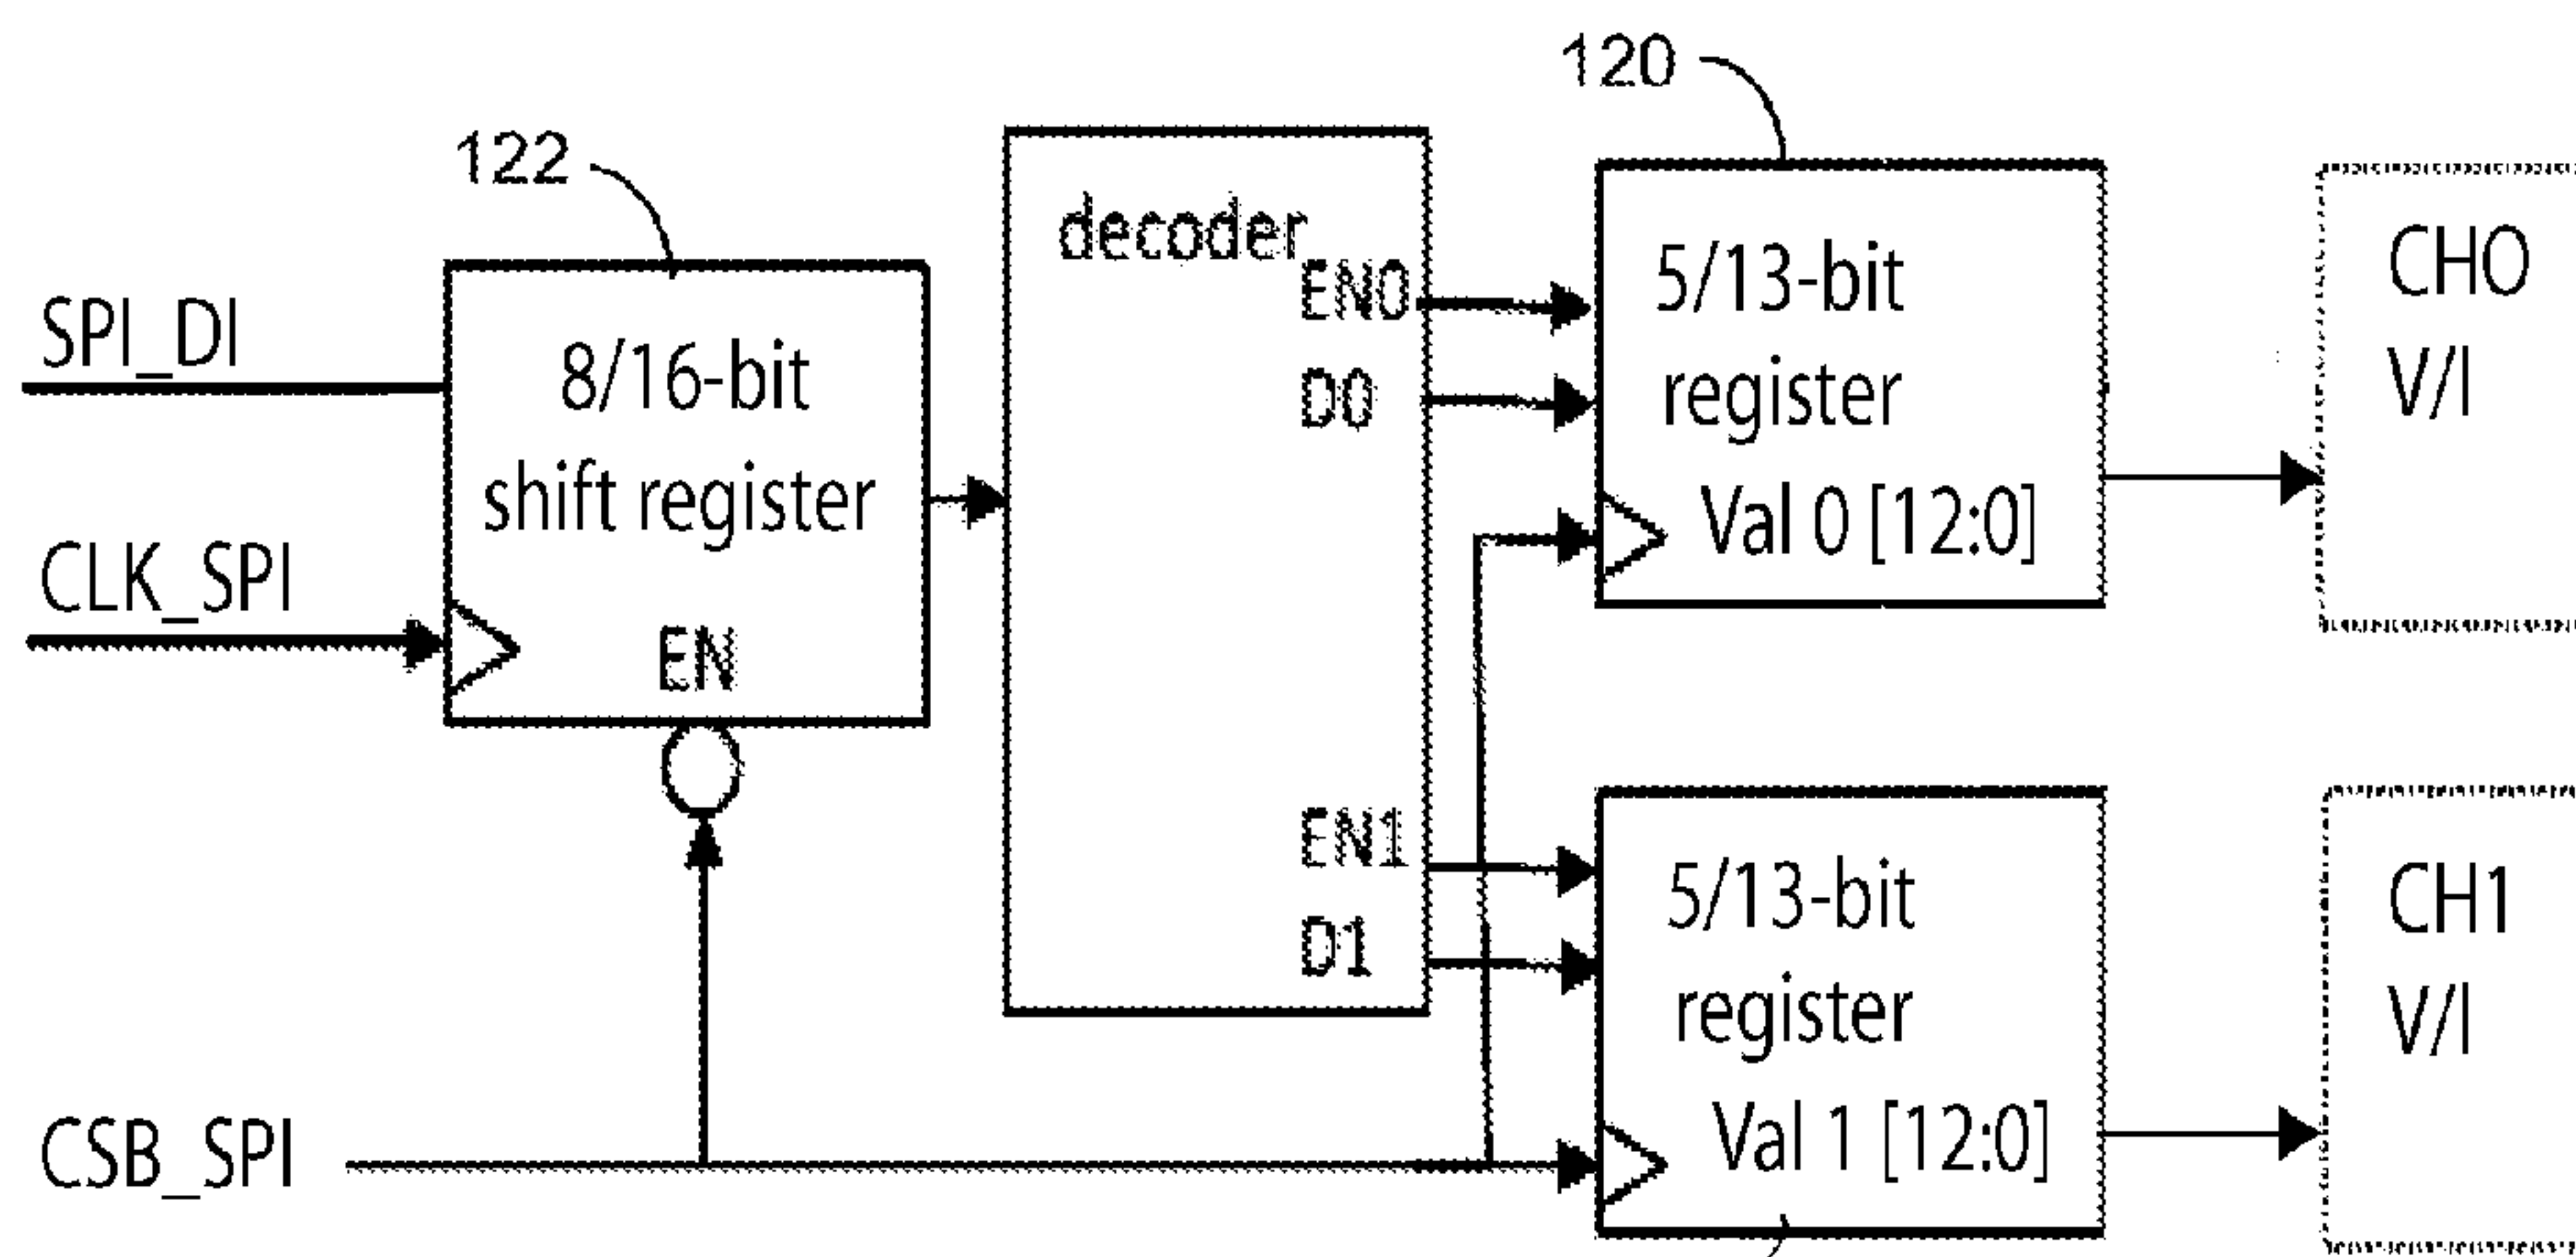 120
122
decoder
SPI_DI
8/16-bit
shift register
CLK_SPI
EN
EN0
D0
5/13-bit
register
Val 0 [12:0]
CHO
V/I
EN1
D1
5/13-bit
register
Val 1 [12:0]
CH1
V/I
CSB_SPI